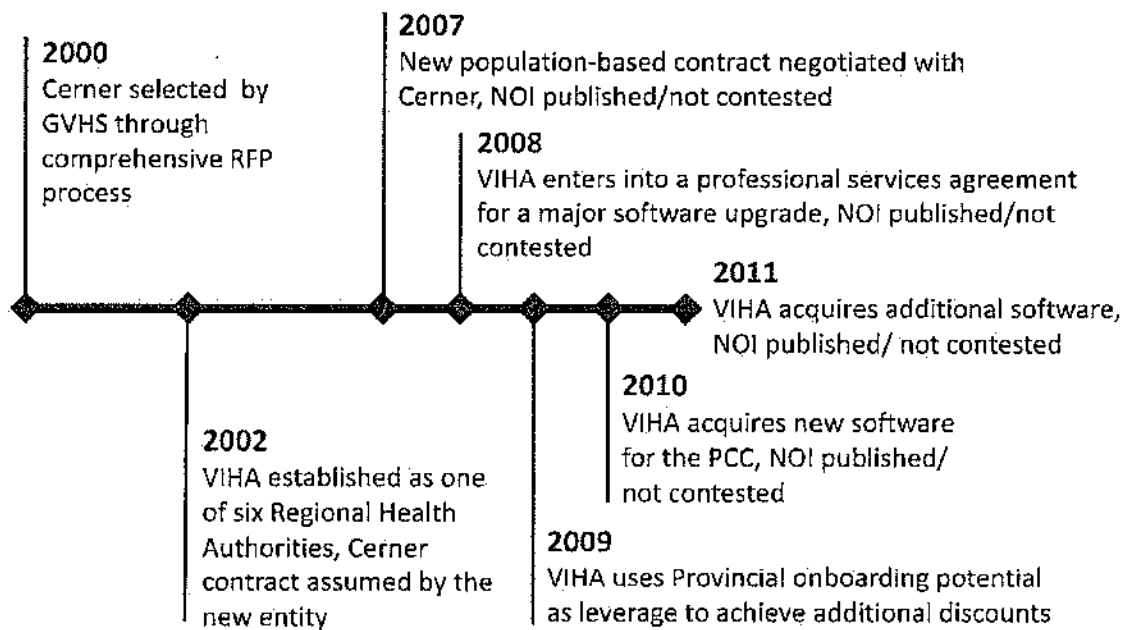 2000
Cerner selected by
GVHS through
comprehensive RFP
process
2007
New population-based contract negotiated with
Cerner, NOI published/not contested
2008
VIHA enters into a professional services agreement
for a major software upgrade, NOI published/not
contested
2011
VIHA acquires additional software,
NOI published/ not contested
2010
VIHA acquires new software
for the PCC, NOI published/
not contested
2002
VIHA established as one
of six Regional Health
Authorities, Cerner
contract assumed by the
new entity
2009
VIHA uses Provincial onboarding potential
as leverage to achieve additional discounts